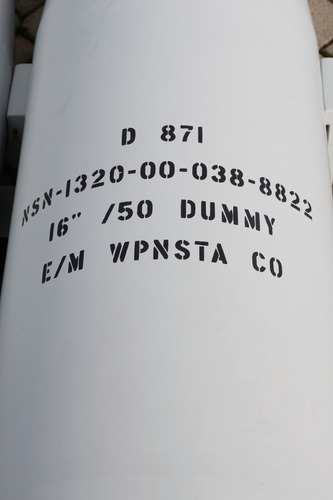 D 871
NSN-1320-00-038-8822
16" /50 DUMMY
E/M WPNSTA CO